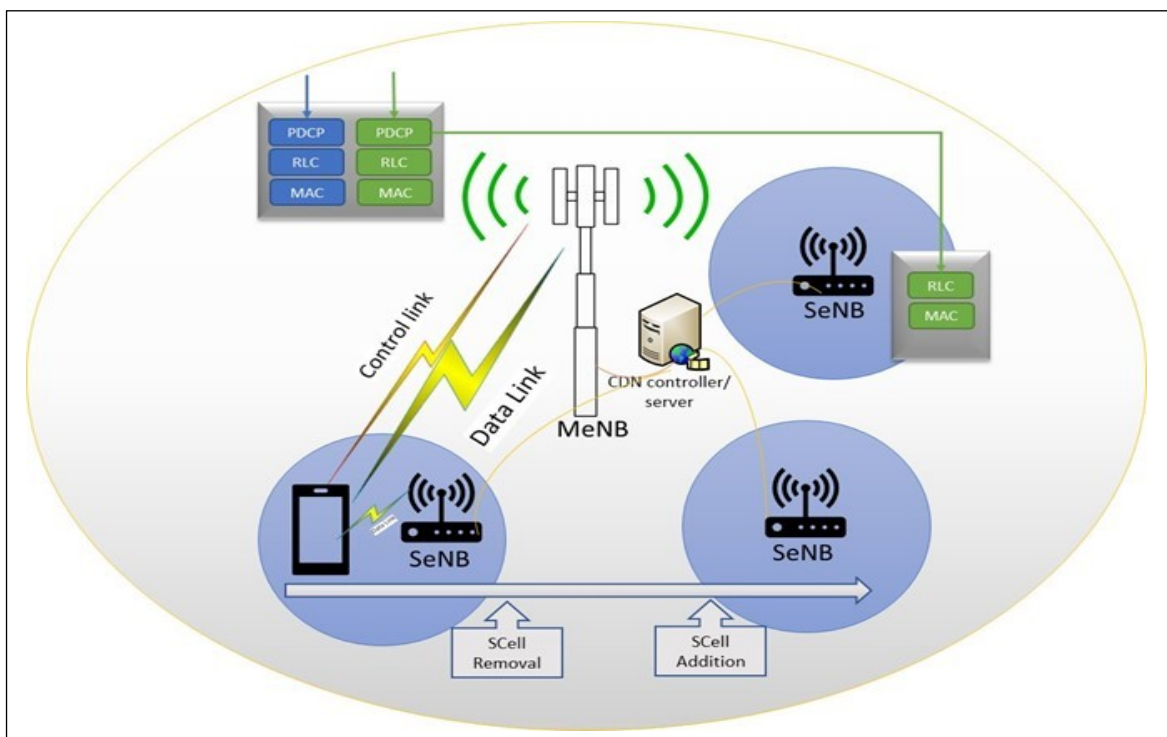 PDCP
RLC
MAC
PDCP
RLC
MAC
Control link
Data Link
MeNB
CDN controller/
server
SeNB
RLC
MAC
SeNB
SeNB
SCell
Removal
SCell
Addition